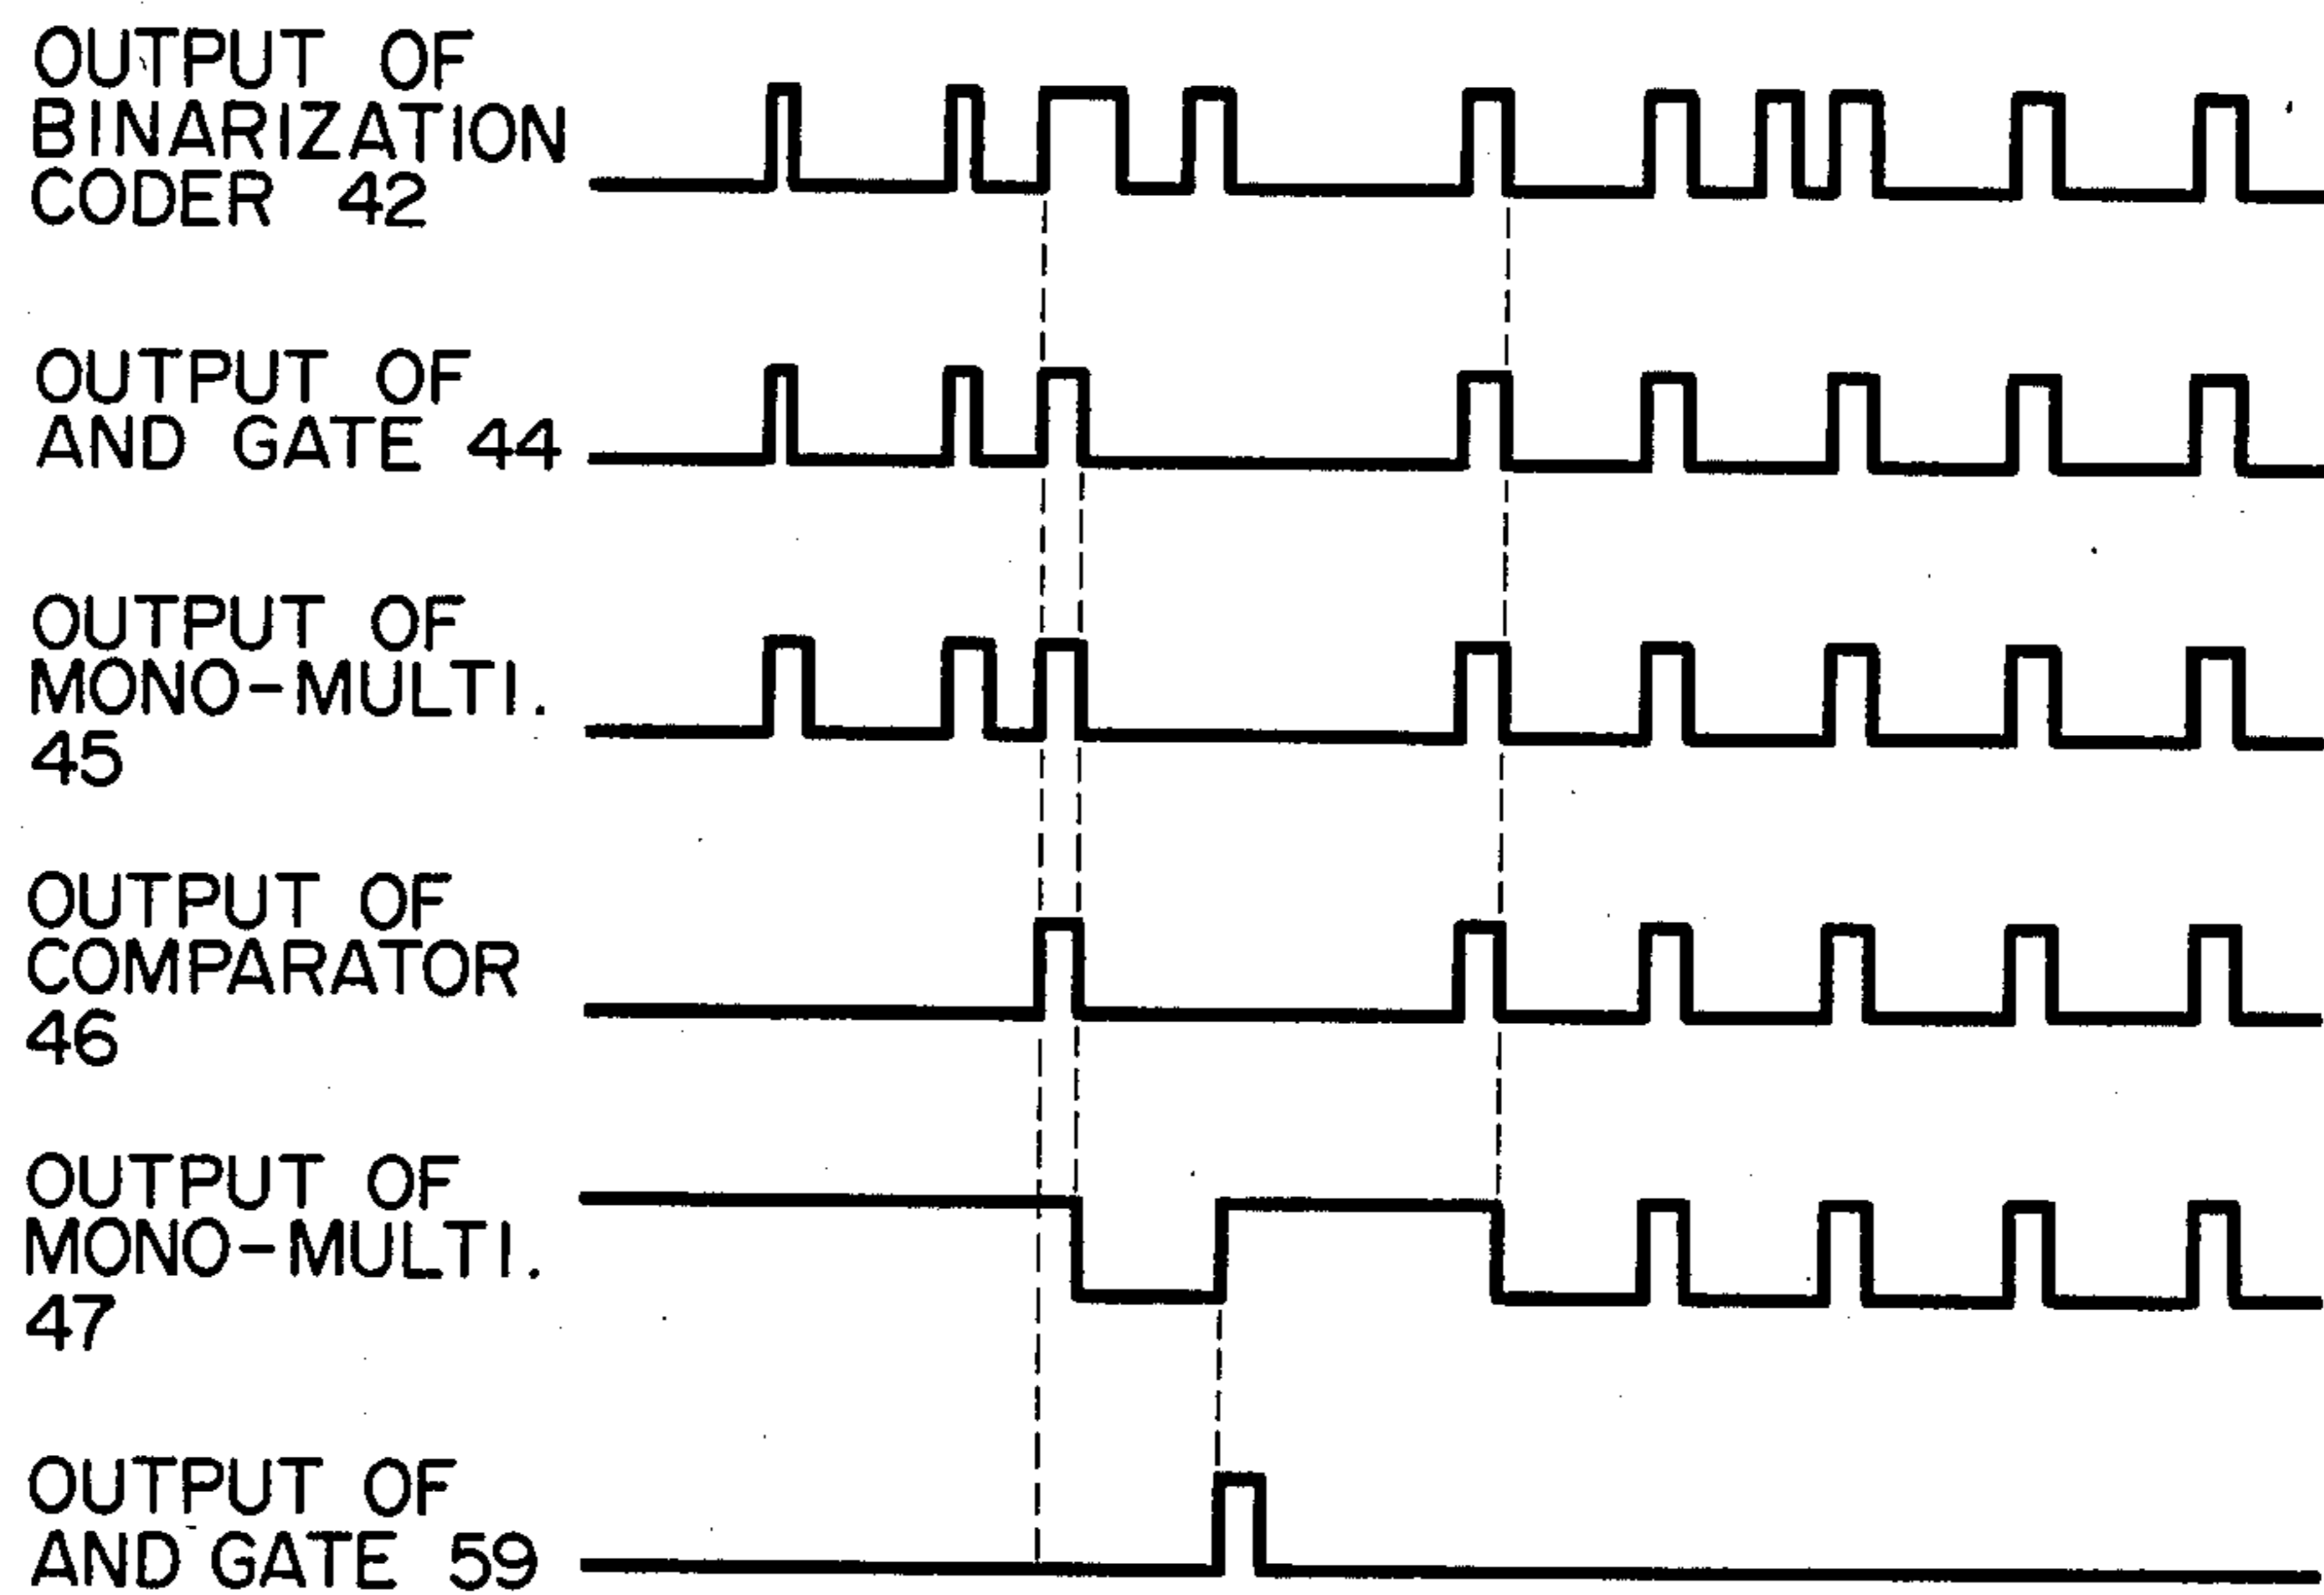 OUTPUT OF
BINARIZATION
CODER 42
OUTPUT OF
AND GATE 44
OUTPUT OF
MONO-MULTI.
45
OUTPUT OF
COMPARATOR
46
OUTPUT OF
MONO-MULTI.
47
OUTPUT OF
AND GATE 59